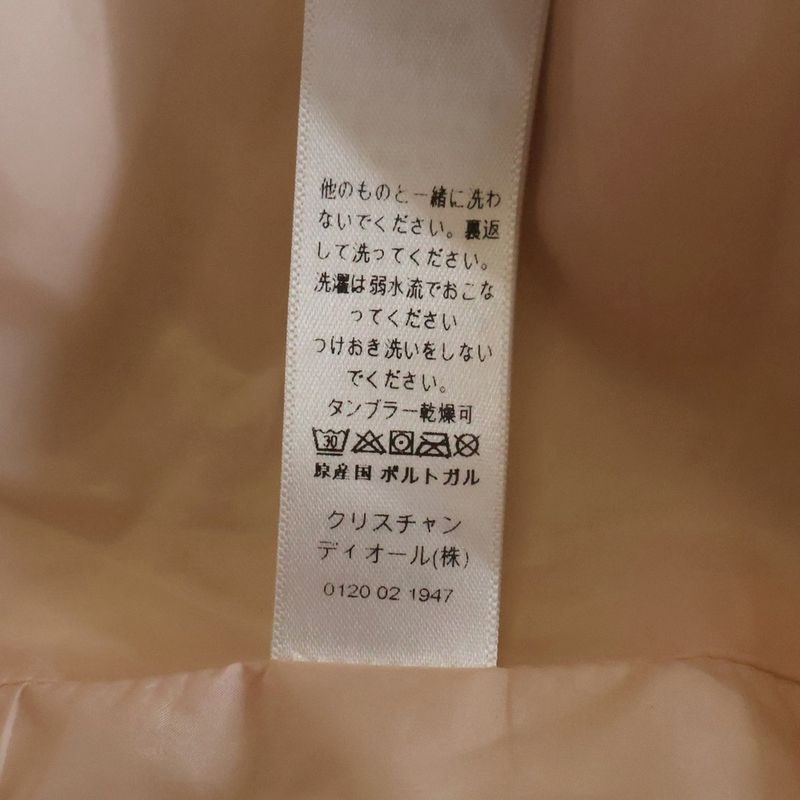 他のものと一緒に洗わ
ないでください。裏返
して洗ってください。
洗濯は弱水流でおこな
ってください
つけおき洗いをしない
でください。
タンブラー乾燥可
30
原産国 ポルトガル
クリスチャン
ディオール(株)
0120 02 1947